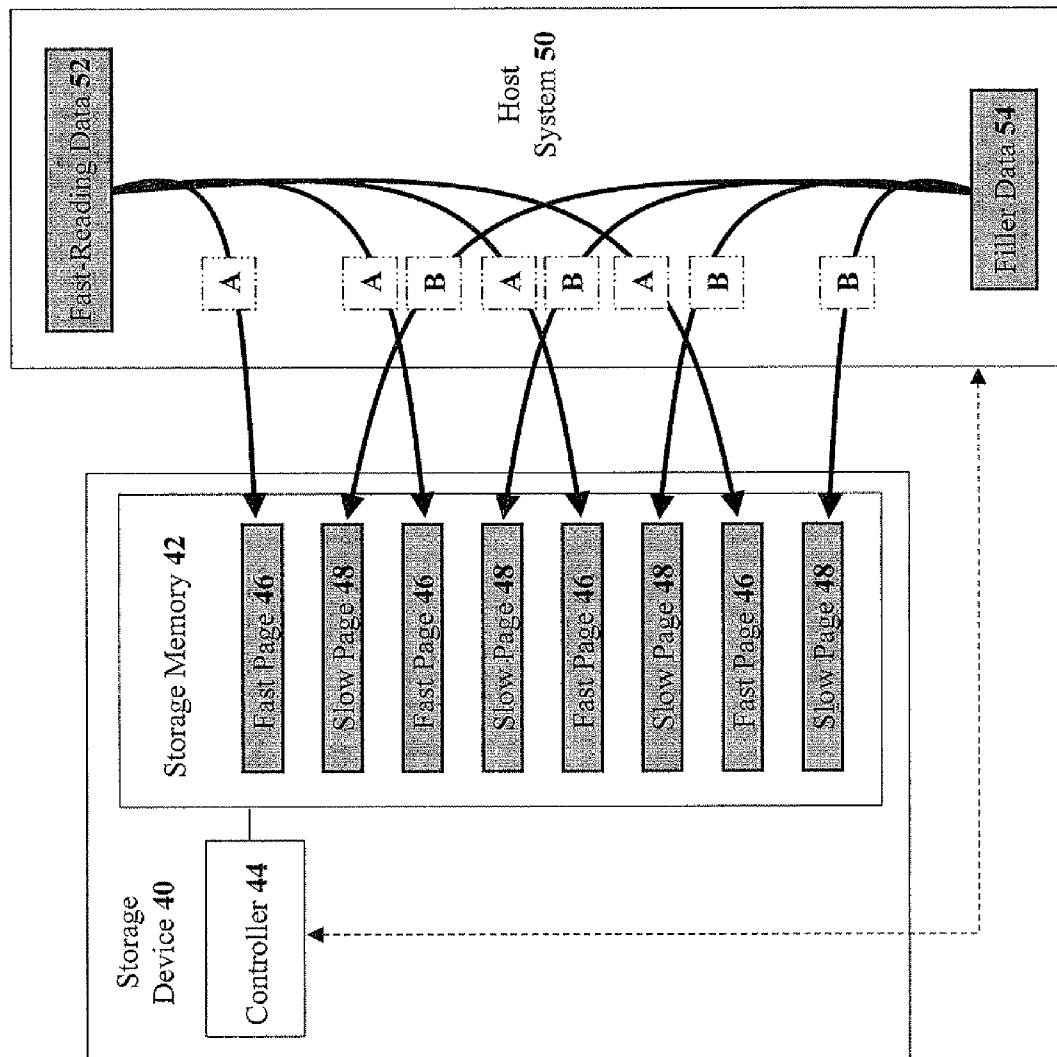 Storage
Device 40
Controller 44
Storage Memory 42
Fast Page 46
Slow Page 48
Fast Page 46
Slow Page 48
Fast Page 46
Slow Page 48
Fast Page 46
Slow Page 48
A
A
B
A
B
A
B
B
Fast-Reading Data 52
Host
System 50
Filler Data 54